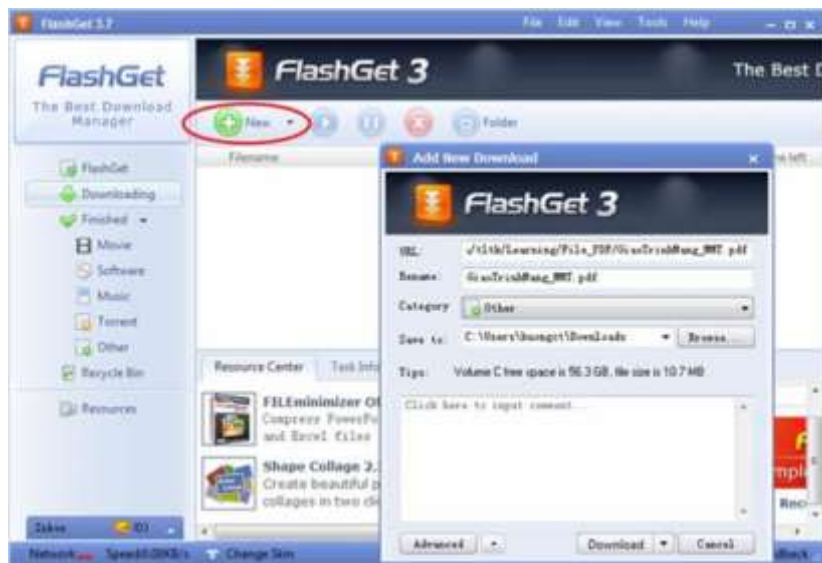 FlashGet 3.7
File Edit View Tools Help
FlashGet
The Best Download
Manager
FlashGet 3
The Best D
New
Folder
FlashGet
Downloading
Finished
Movie
Software
Music
Torrent
Other
Recycle Bin
Resources
Filename
Add New Download
FlashGet 3
URL:
Rename:
Category
Other
Save to:
Browse...
Tips: Volume C free space is 56.3 GB, file size is 10.7 MB
Click here to input comment...
Advanced
Download
Cancel
Resource Center
Task Info
FILEminimizer Of
Compress PowerPo
and Excel files
Shape Collage 2.
Create beautiful p
collages in two cli
Network
Change Skin